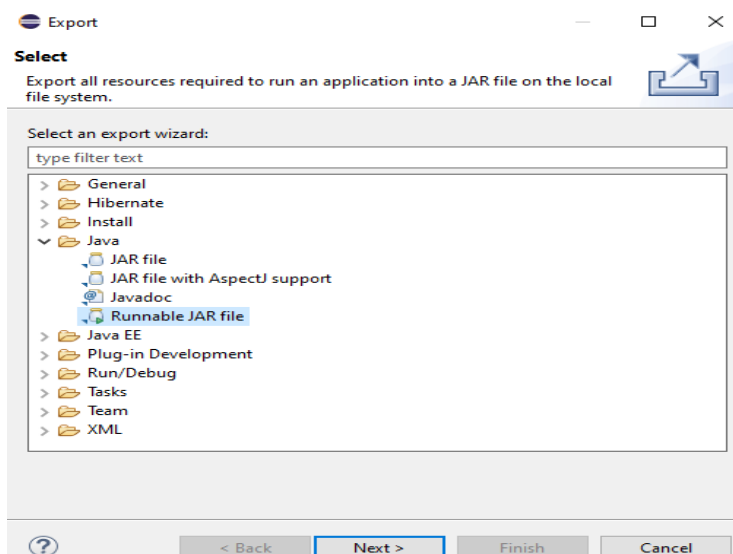 Export
Select
Export all resources required to run an application into a JAR file on the local
file system.
Select an export wizard:
type filter text
General
Hibernate
Install
Java
JAR file
JAR file with AspectJ support
Javadoc
Runnable JAR file
Java EE
Plug-in Development
Run/Debug
Tasks
Team
XML
? < Back Next > Finish Cancel